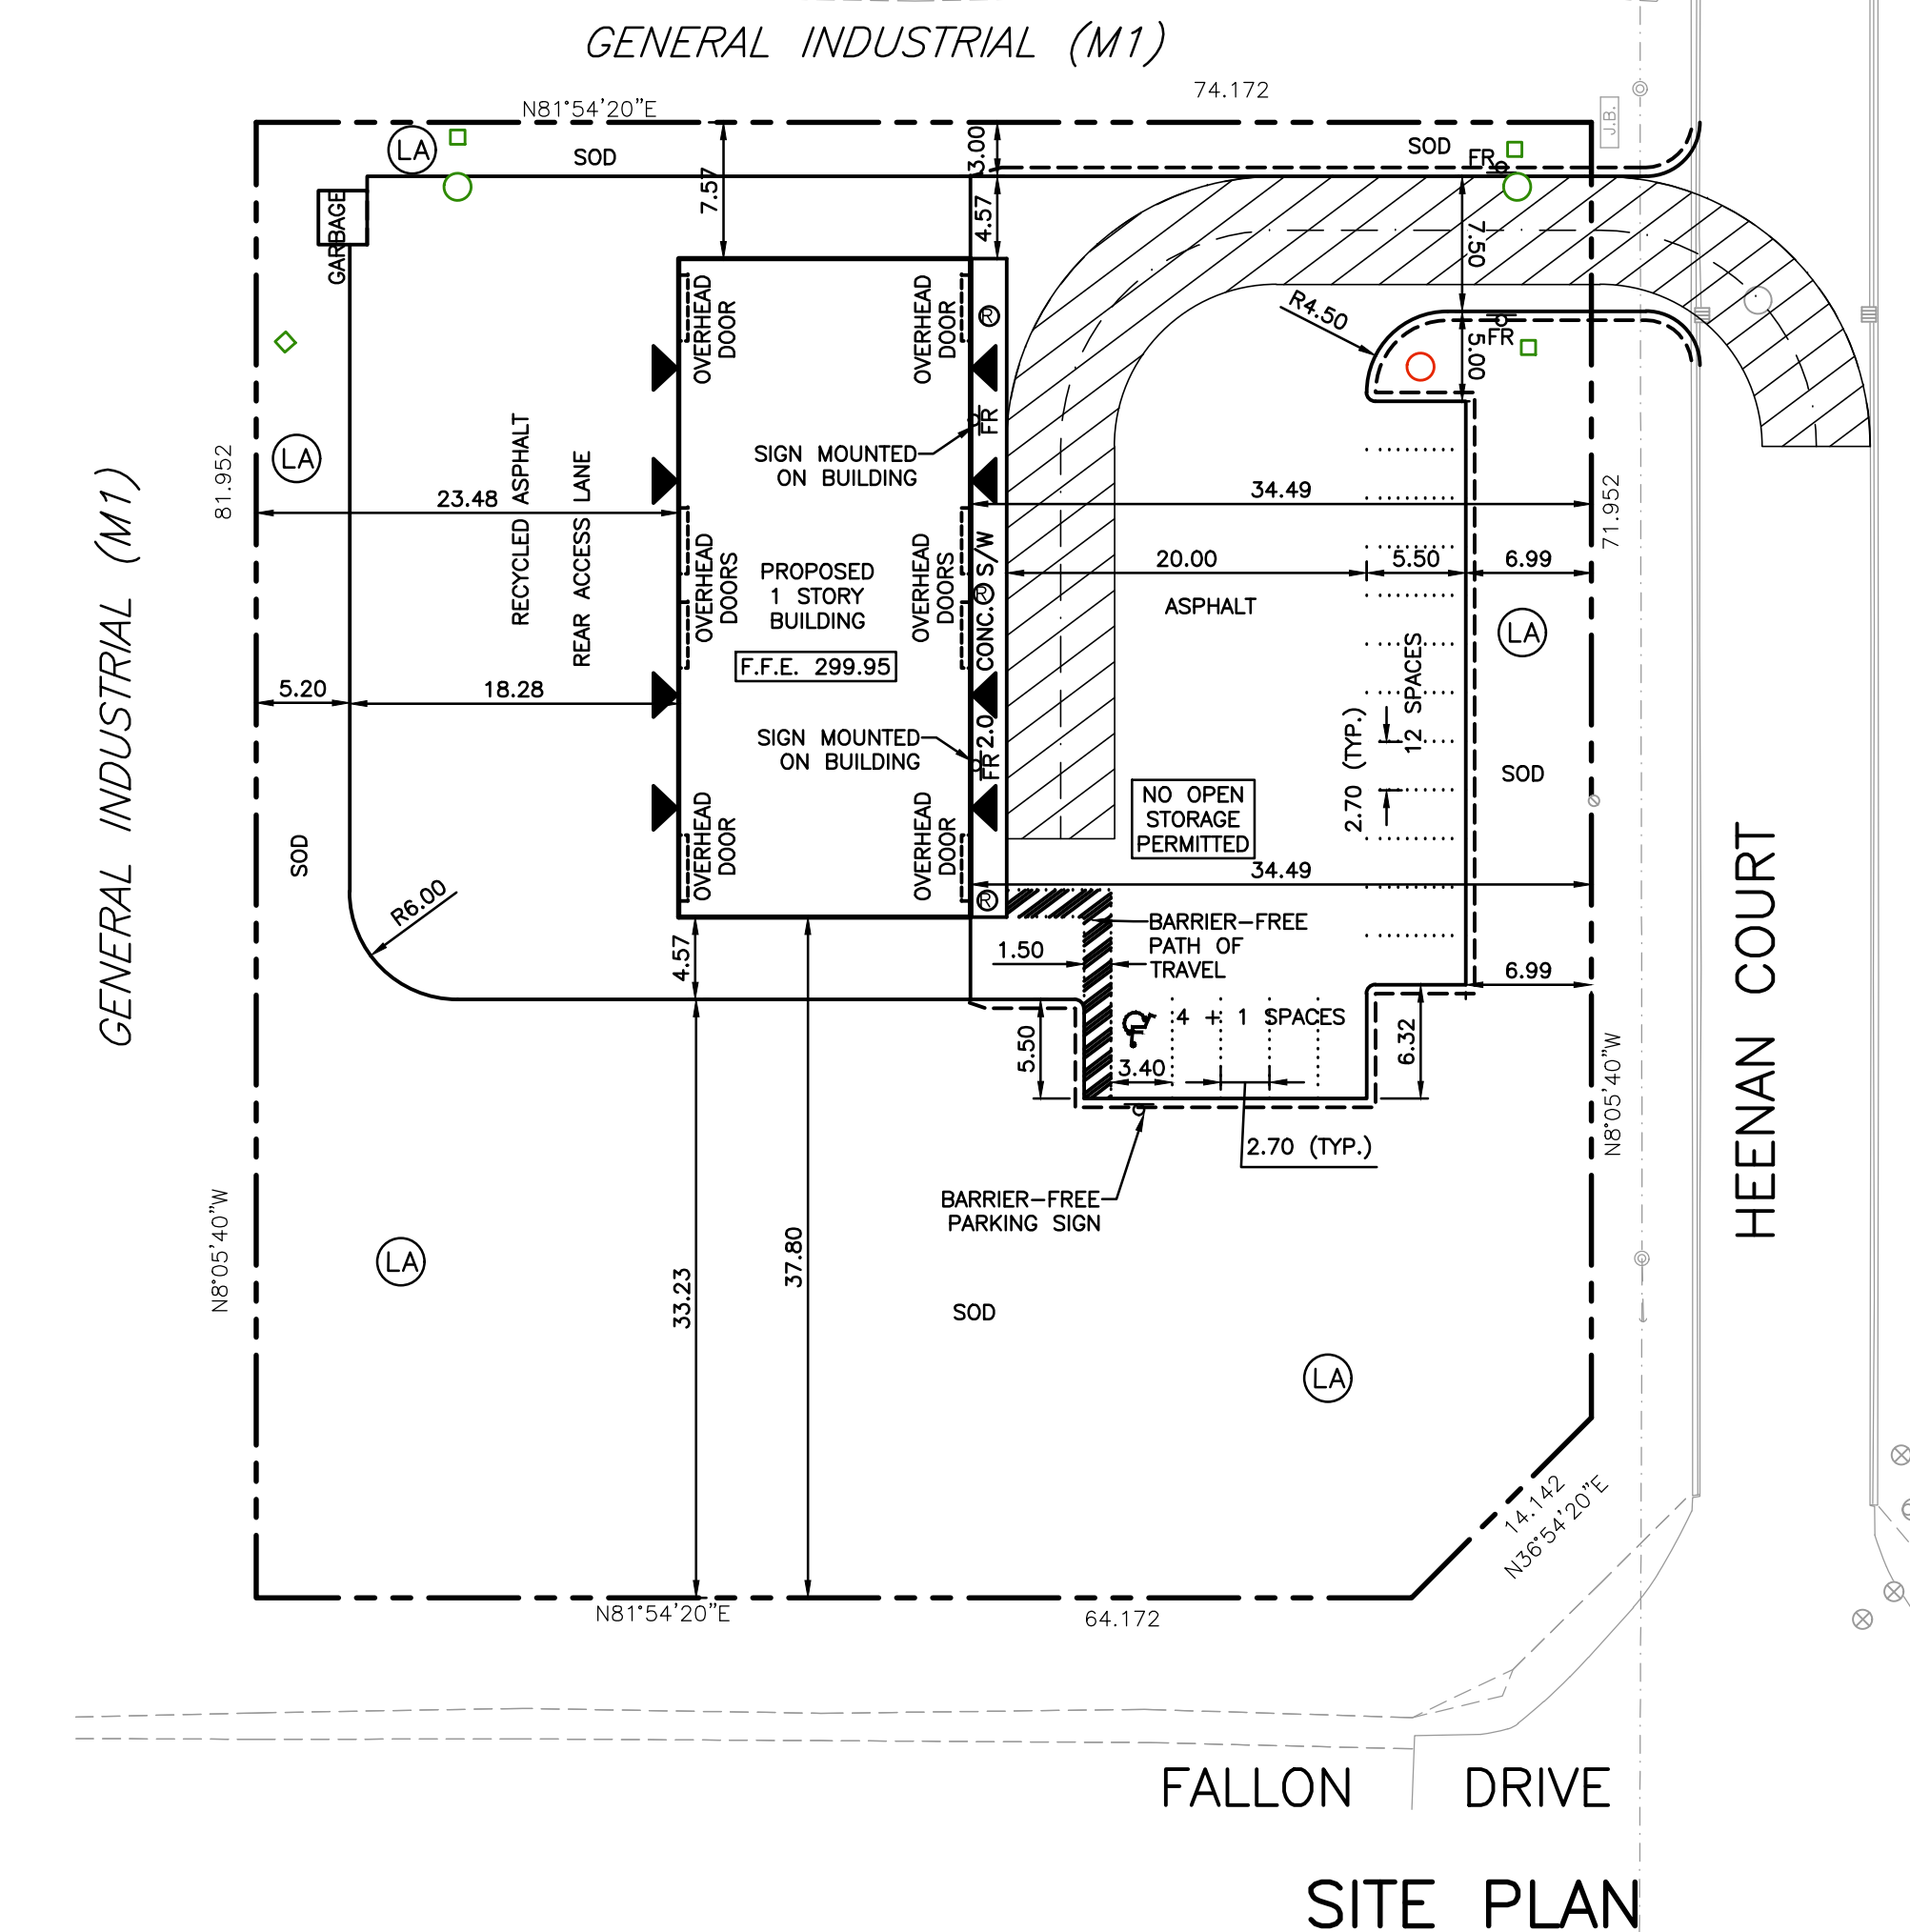 GENERAL INDUSTRIAL (M1)
74.172
N81°54'20"E
J.B.
LA
SOD
3.00
SOD
FR
7.57
4.57
GARBAGE
7.50
OVERHEAD
DOOR
OVERHEAD
DOOR
R
R4.50
FR
5.00
FR
SIGN MOUNTED
ON BUILDING
RECYCLED ASPHALT
REAR ACCESS LANE
LA
81.952
GENERAL INDUSTRIAL (M1)
23.48
34.49
71.952
OVERHEAD
DOORS
PROPOSED
1 STORY
BUILDING
OVERHEAD
DOORS
2.0 CONC. S/W
R
20.00
5.50
6.99
ASPHALT
LA
F.F.E. 299.95
12 SPACES
5.20
18.28
SIGN MOUNTED
ON BUILDING
FR
2.70 (TYP.)
SOD
NO OPEN
STORAGE
PERMITTED
SOD
OVERHEAD
DOOR
OVERHEAD
DOOR
R
34.49
R6.00
HEENAN COURT
BARRIER-FREE
PATH OF
TRAVEL
1.50
4.57
6.99
4 + 1 SPACES
5.50
6.32
3.40
N8°05'40"W
2.70 (TYP.)
BARRIER-FREE
PARKING SIGN
N8°05'40"W
LA
37.80
33.23
SOD
LA
14.142
N36°54'20"E
N81°54'20"E
64.172
FALLON DRIVE
SITE PLAN